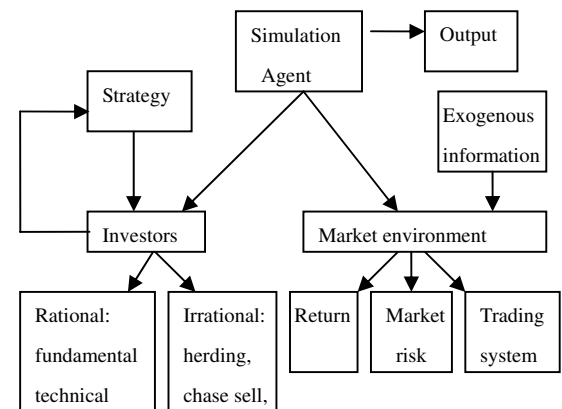 Simulation
Agent
Output
Strategy
Exogenous
information
Investors
Market environment
Rational:
fundamental
technical
Irrational:
herding,
chase sell,
Return
Market
risk
Trading
system